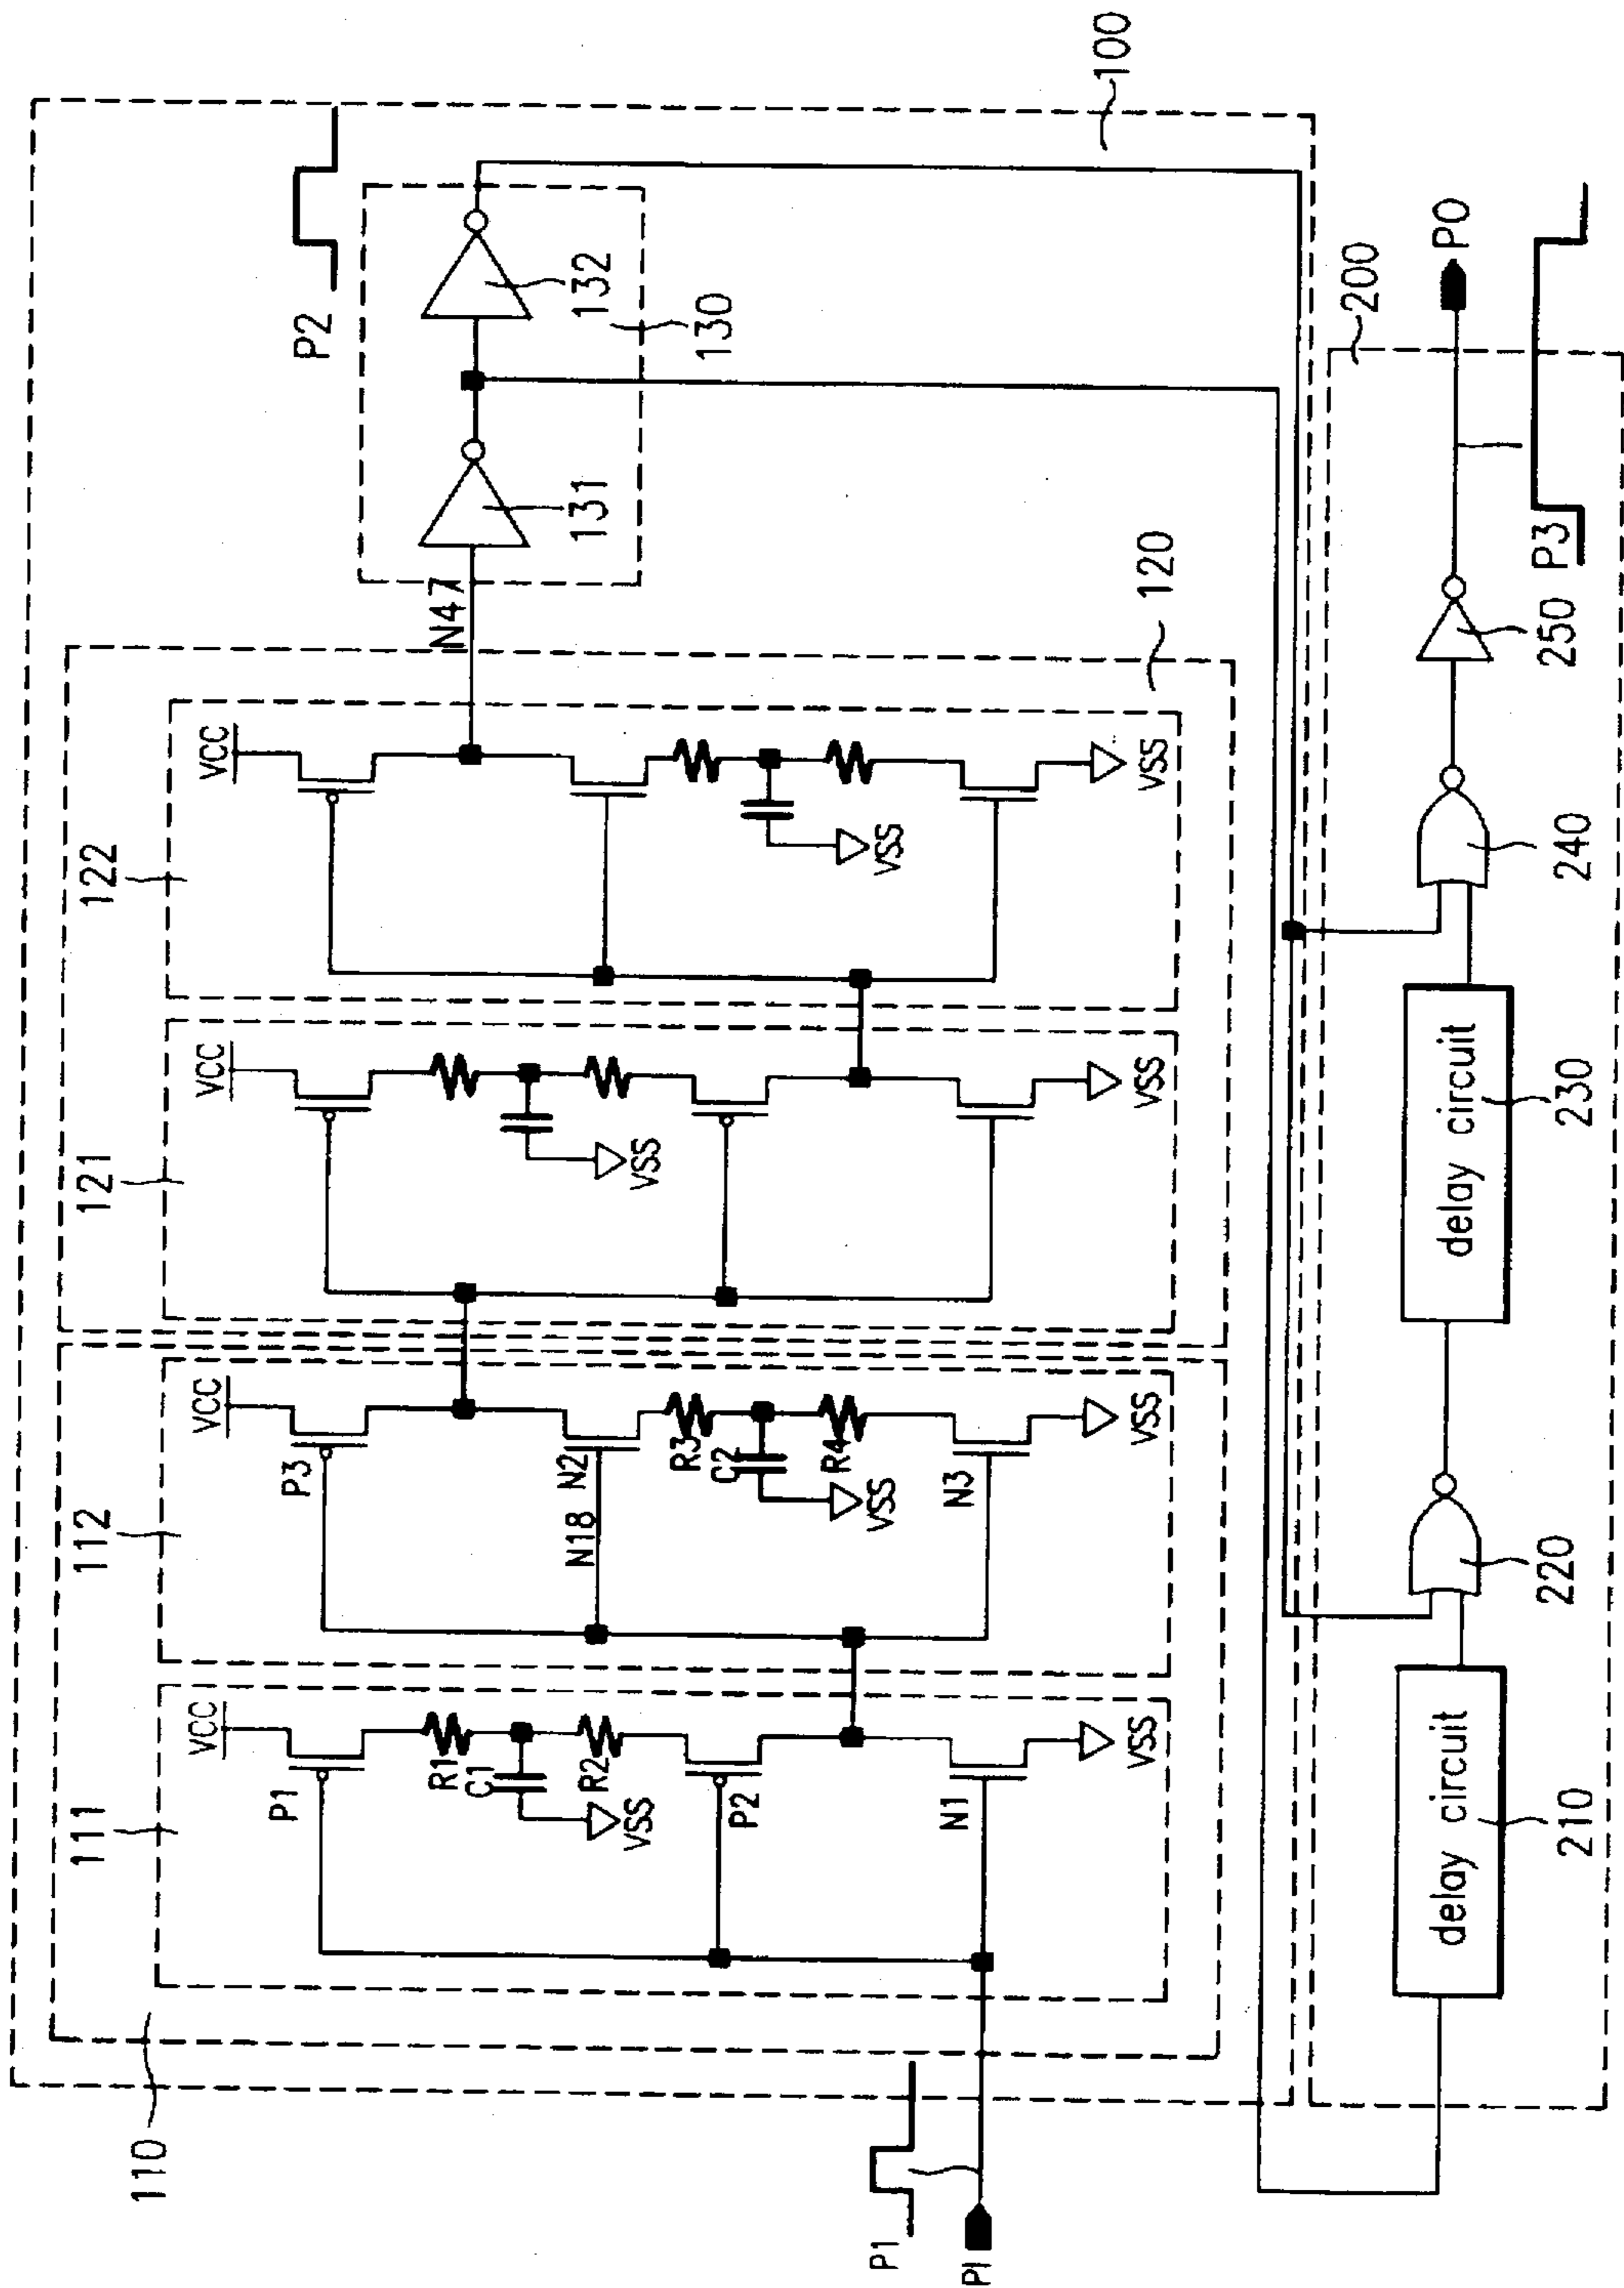 110
111
112
121
122
P2
VCC
VCC
VCC
VCC
P1
R1
C1
R2
VSS
P2
N1
VSS
P3
N18
N2
R3
C2
R4
VSS
N3
VSS
VSS
VSS
VSS
VSS
N47
131
132
130
120
100
P1
PI
delay circuit
210
220
delay circuit
230
240
250
200
PO
P3